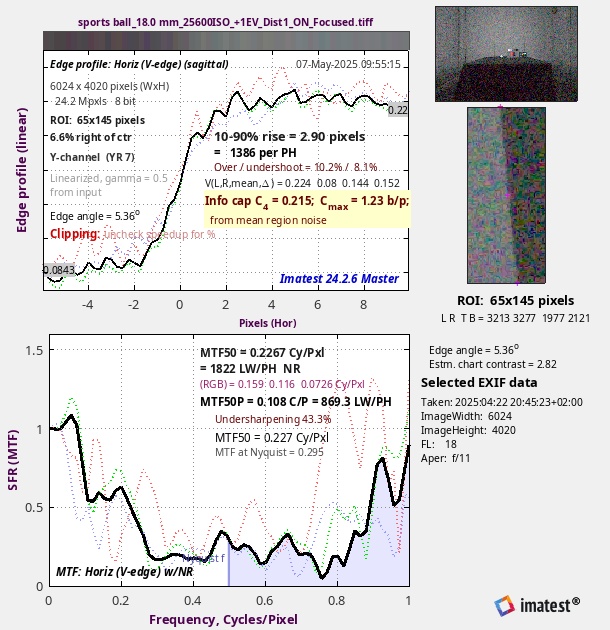 sports ball_18.0 mm_25600ISO_+1EV_Dist1_ON_Focused.tiff
Edge profile: Horiz (V-edge) (sagittal)
07-May-2025 09:55:15
6024 x 4020 pixels (WxH)
24.2 Mpxls 8 bit
ROI: 65x145 pixels
6.6% right of ctr
Y-channel (YR 7)
Linearized, gamma = 0.5
from input
Edge angle = 5.36°
Clipping: uncheck speedup for %
0.22
10-90% rise = 2.90 pixels
= 1386 per PH
Over / undershoot = 10.2% / 8.1%
V(L,R,mean,Δ) = 0.224 0.08 0.144 0.152
Info cap C4 = 0.215; Cmax = 1.23 b/p;
from mean region noise
0.0843
Imatest 24.2.6 Master
Edge profile (linear)
-4 -2 0 2 4 6 8
Pixels (Hor)
ROI: 65x145 pixels
L R T B = 3213 3277 1977 2121
Edge angle = 5.36°
Estm. chart contrast = 2.82
Selected EXIF data
Taken: 2025:04:22 20:45:23+02:00
ImageWidth: 6024
ImageHeight: 4020
FL: 18
Aper: f/11
MTF50 = 0.2267 Cy/Pxl
= 1822 LW/PH NR
(RGB) = 0.159 0.116 0.0726 Cy/Pxl
MTF50P = 0.108 C/P = 869.3 LW/PH
Undersharpening 43.3%
MTF50 = 0.227 Cy/Pxl
MTF at Nyquist = 0.295
1.5
1
0.5
0
SFR (MTF)
Nyquist f
MTF: Horiz (V-edge) w/NR
0 0.2 0.4 0.6 0.8 1
Frequency, Cycles/Pixel
imatest®